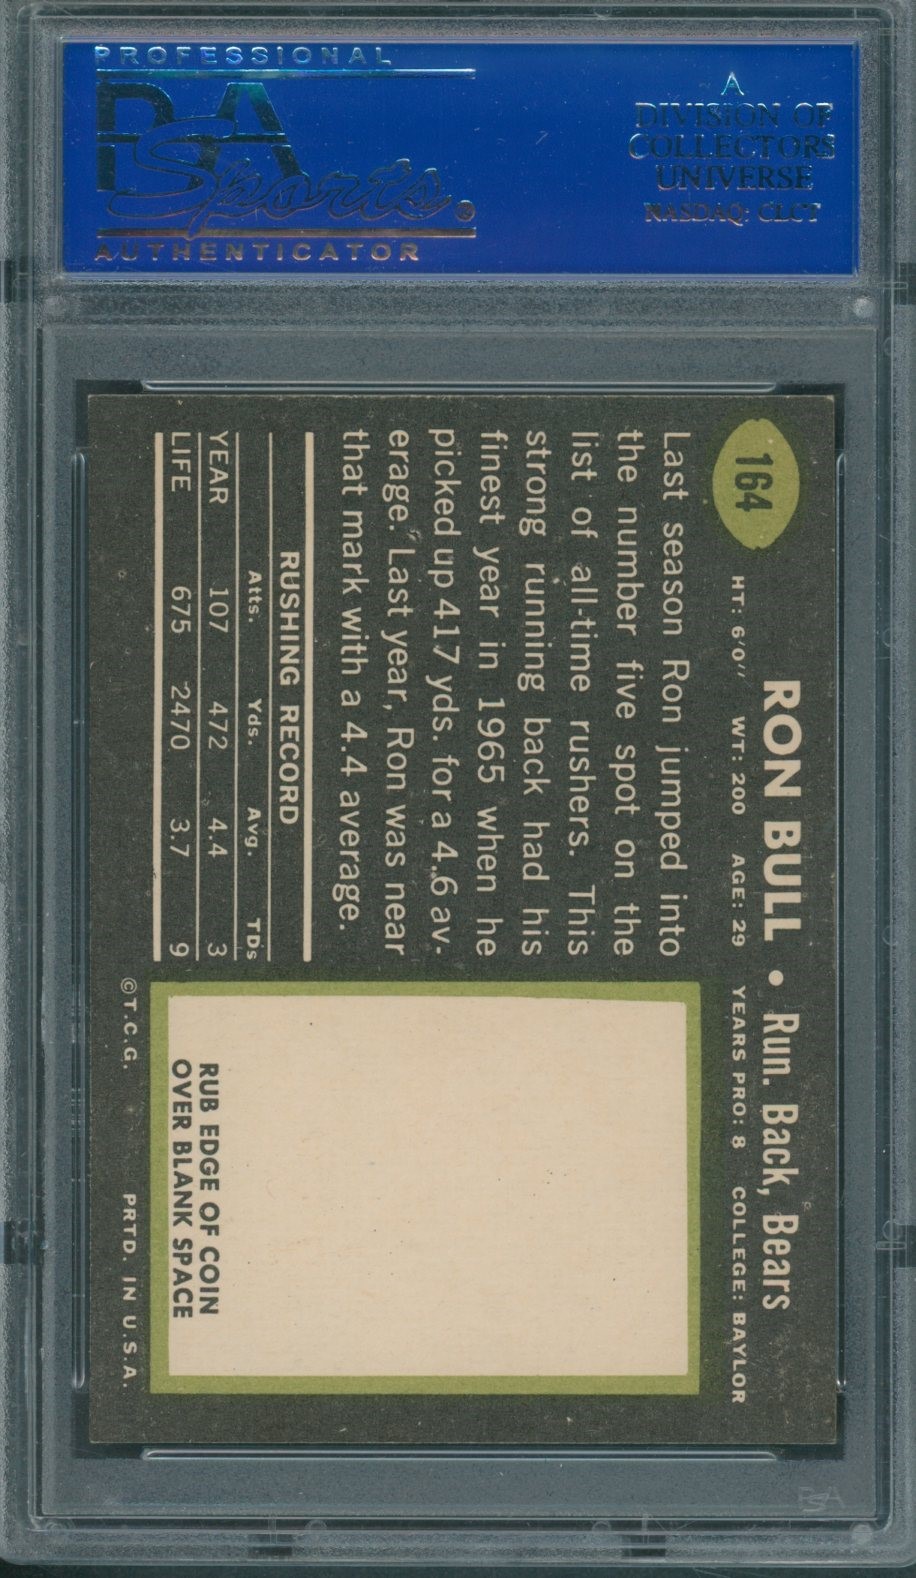 PROFESSIONAL
PSA
Sports®
AUTHENTICATOR
A
DIVISION OF
COLLECTORS
UNIVERSE
NASDAQ: CLCT
164
RON BULL • Run. Back, Bears
HT: 6'0" WT: 200 AGE: 29 YEARS PRO: 8 COLLEGE: BAYLOR
Last season Ron jumped into
the number five spot on the
list of all-time rushers. This
strong running back had his
finest year in 1965 when he
picked up 417 yds. for a 4.6 av-
erage. Last year, Ron was near
that mark with a 4.4 average.
RUSHING RECORD
Atts. Yds. Avg. TDs
YEAR 107 472 4.4 3
LIFE 675 2470 3.7 9
RUB EDGE OF COIN
OVER BLANK SPACE
©T.C.G. PRTD. IN U.S.A.
PSA